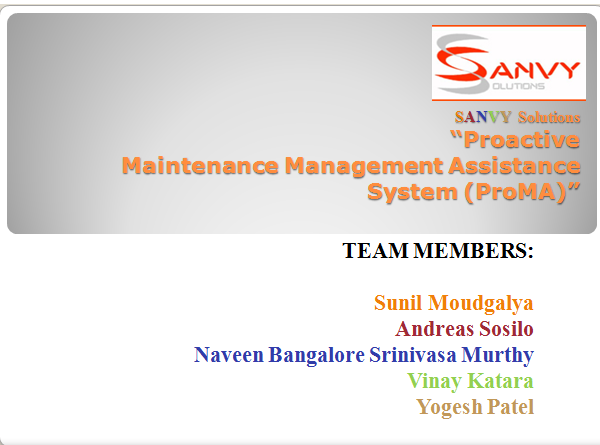 SANVY
OLUTIONS
SANVY Solutions
“Proactive
Maintenance Management Assistance
System (ProMA)”
TEAM MEMBERS:
Sunil Moudgalya
Andreas Sosilo
Naveen Bangalore Srinivasa Murthy
Vinay Katara
Yogesh Patel